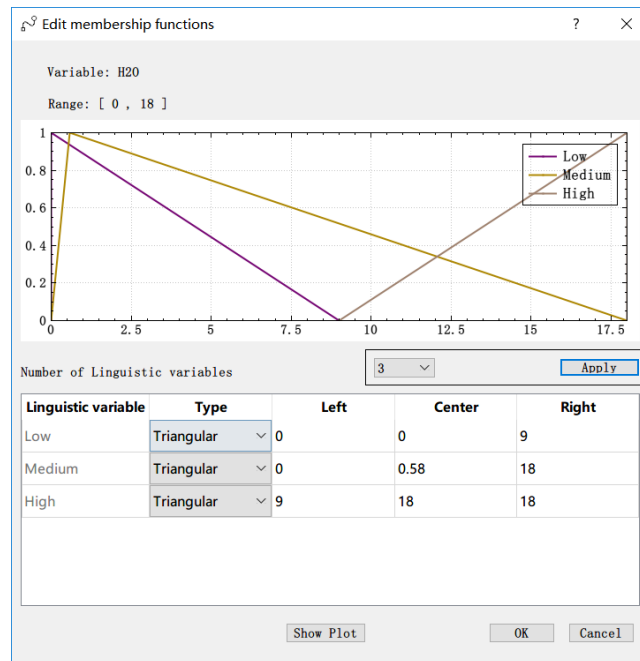 Edit membership functions ? X
Variable: H2O
Range: [ 0 , 18 ]
1
0.8
0.6
0.4
0.2
0
0 2.5 5 7.5 10 12.5 15 17.5
Low
Medium
High
Number of Linguistic variables 3 Apply
Linguistic variable Type Left Center Right
Low Triangular 0 0 9
Medium Triangular 0 0.58 18
High Triangular 9 18 18
Show Plot OK Cancel